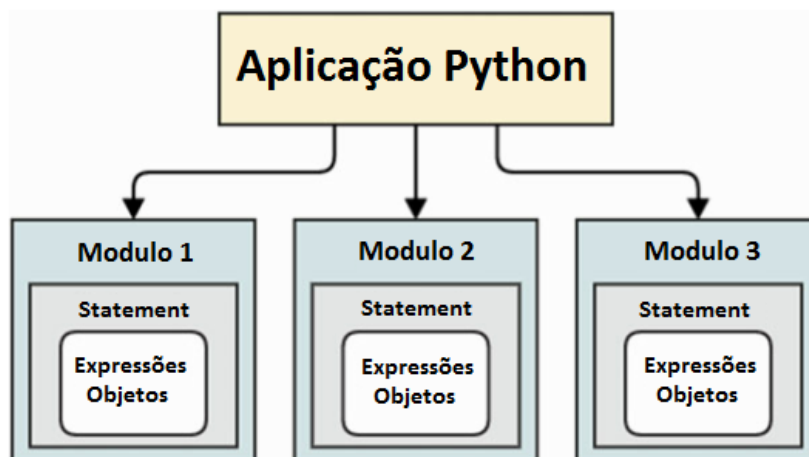 Aplicação Python
Modulo 1
Statement
Expressões
Objetos
Modulo 2
Statement
Expressões
Objetos
Modulo 3
Statement
Expressões
Objetos